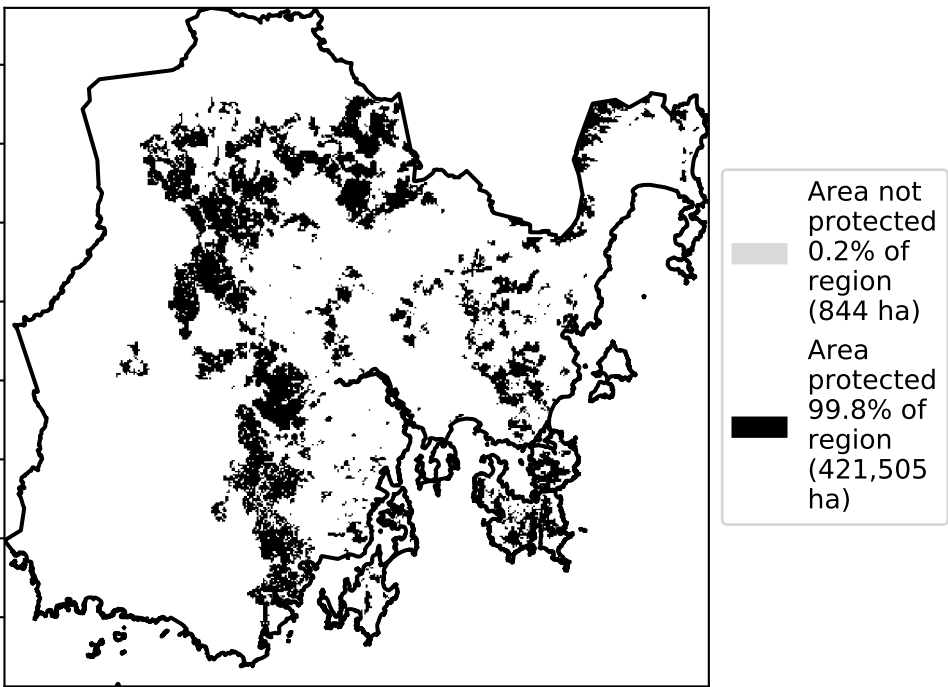 Area not
protected
0.2% of
region
(844 ha)
Area
protected
99.8% of
region
(421,505
ha)